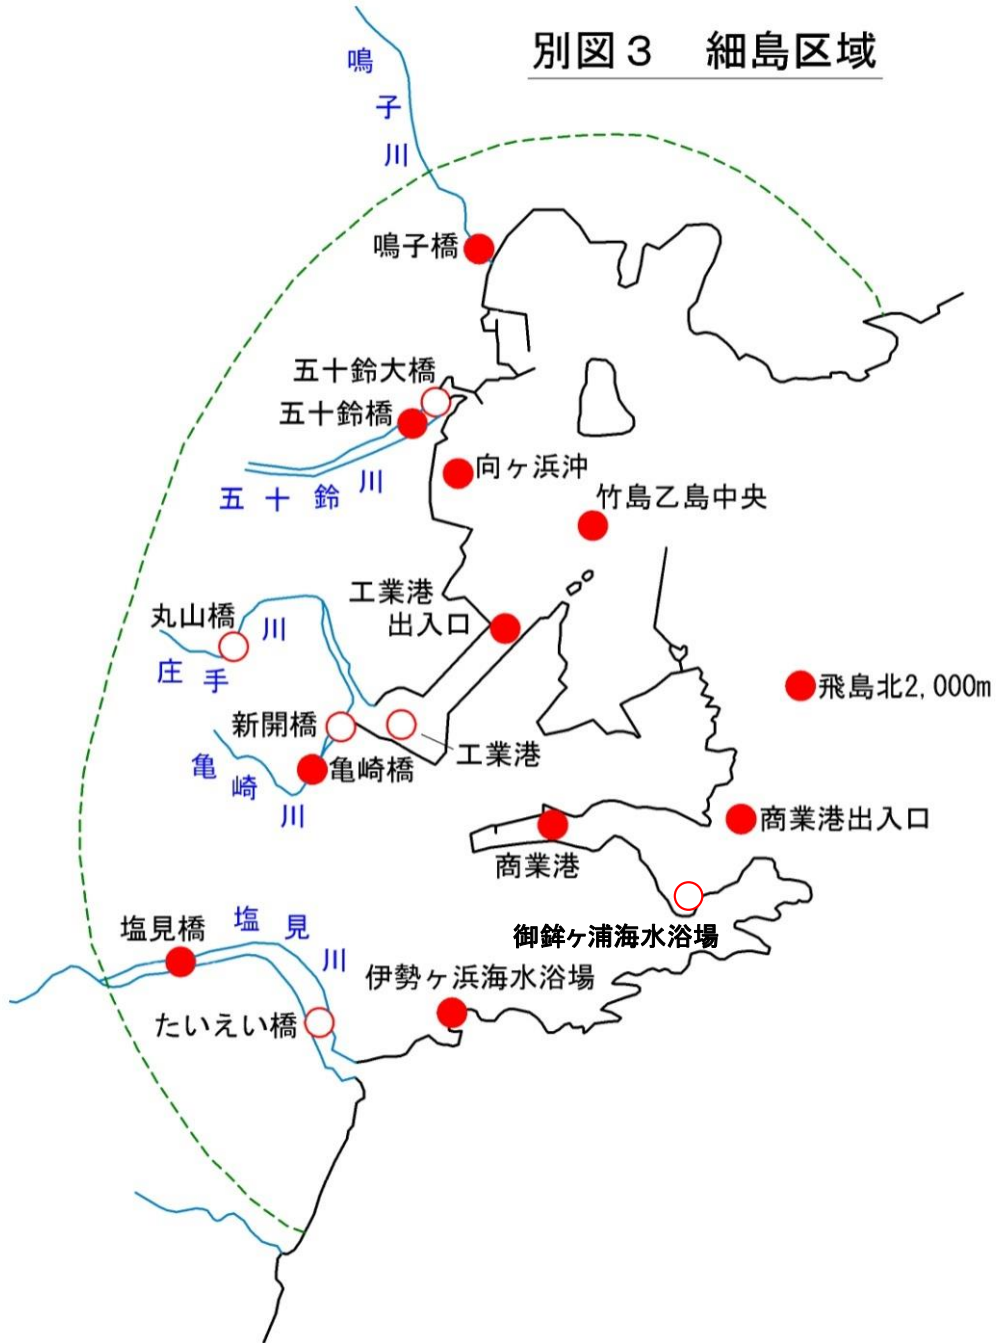 別図３　細島区域
鳴子川
鳴子橋
五十鈴大橋
五十鈴橋
五十鈴川
向ヶ浜沖
竹島乙島中央
工業港
出入口
丸山橋
庄手川
飛島北2,000m
新開橋
工業港
亀崎橋
亀崎川
商業港出入口
商業港
御鉾ヶ浦海水浴場
塩見橋
塩見川
伊勢ヶ浜海水浴場
たいえい橋